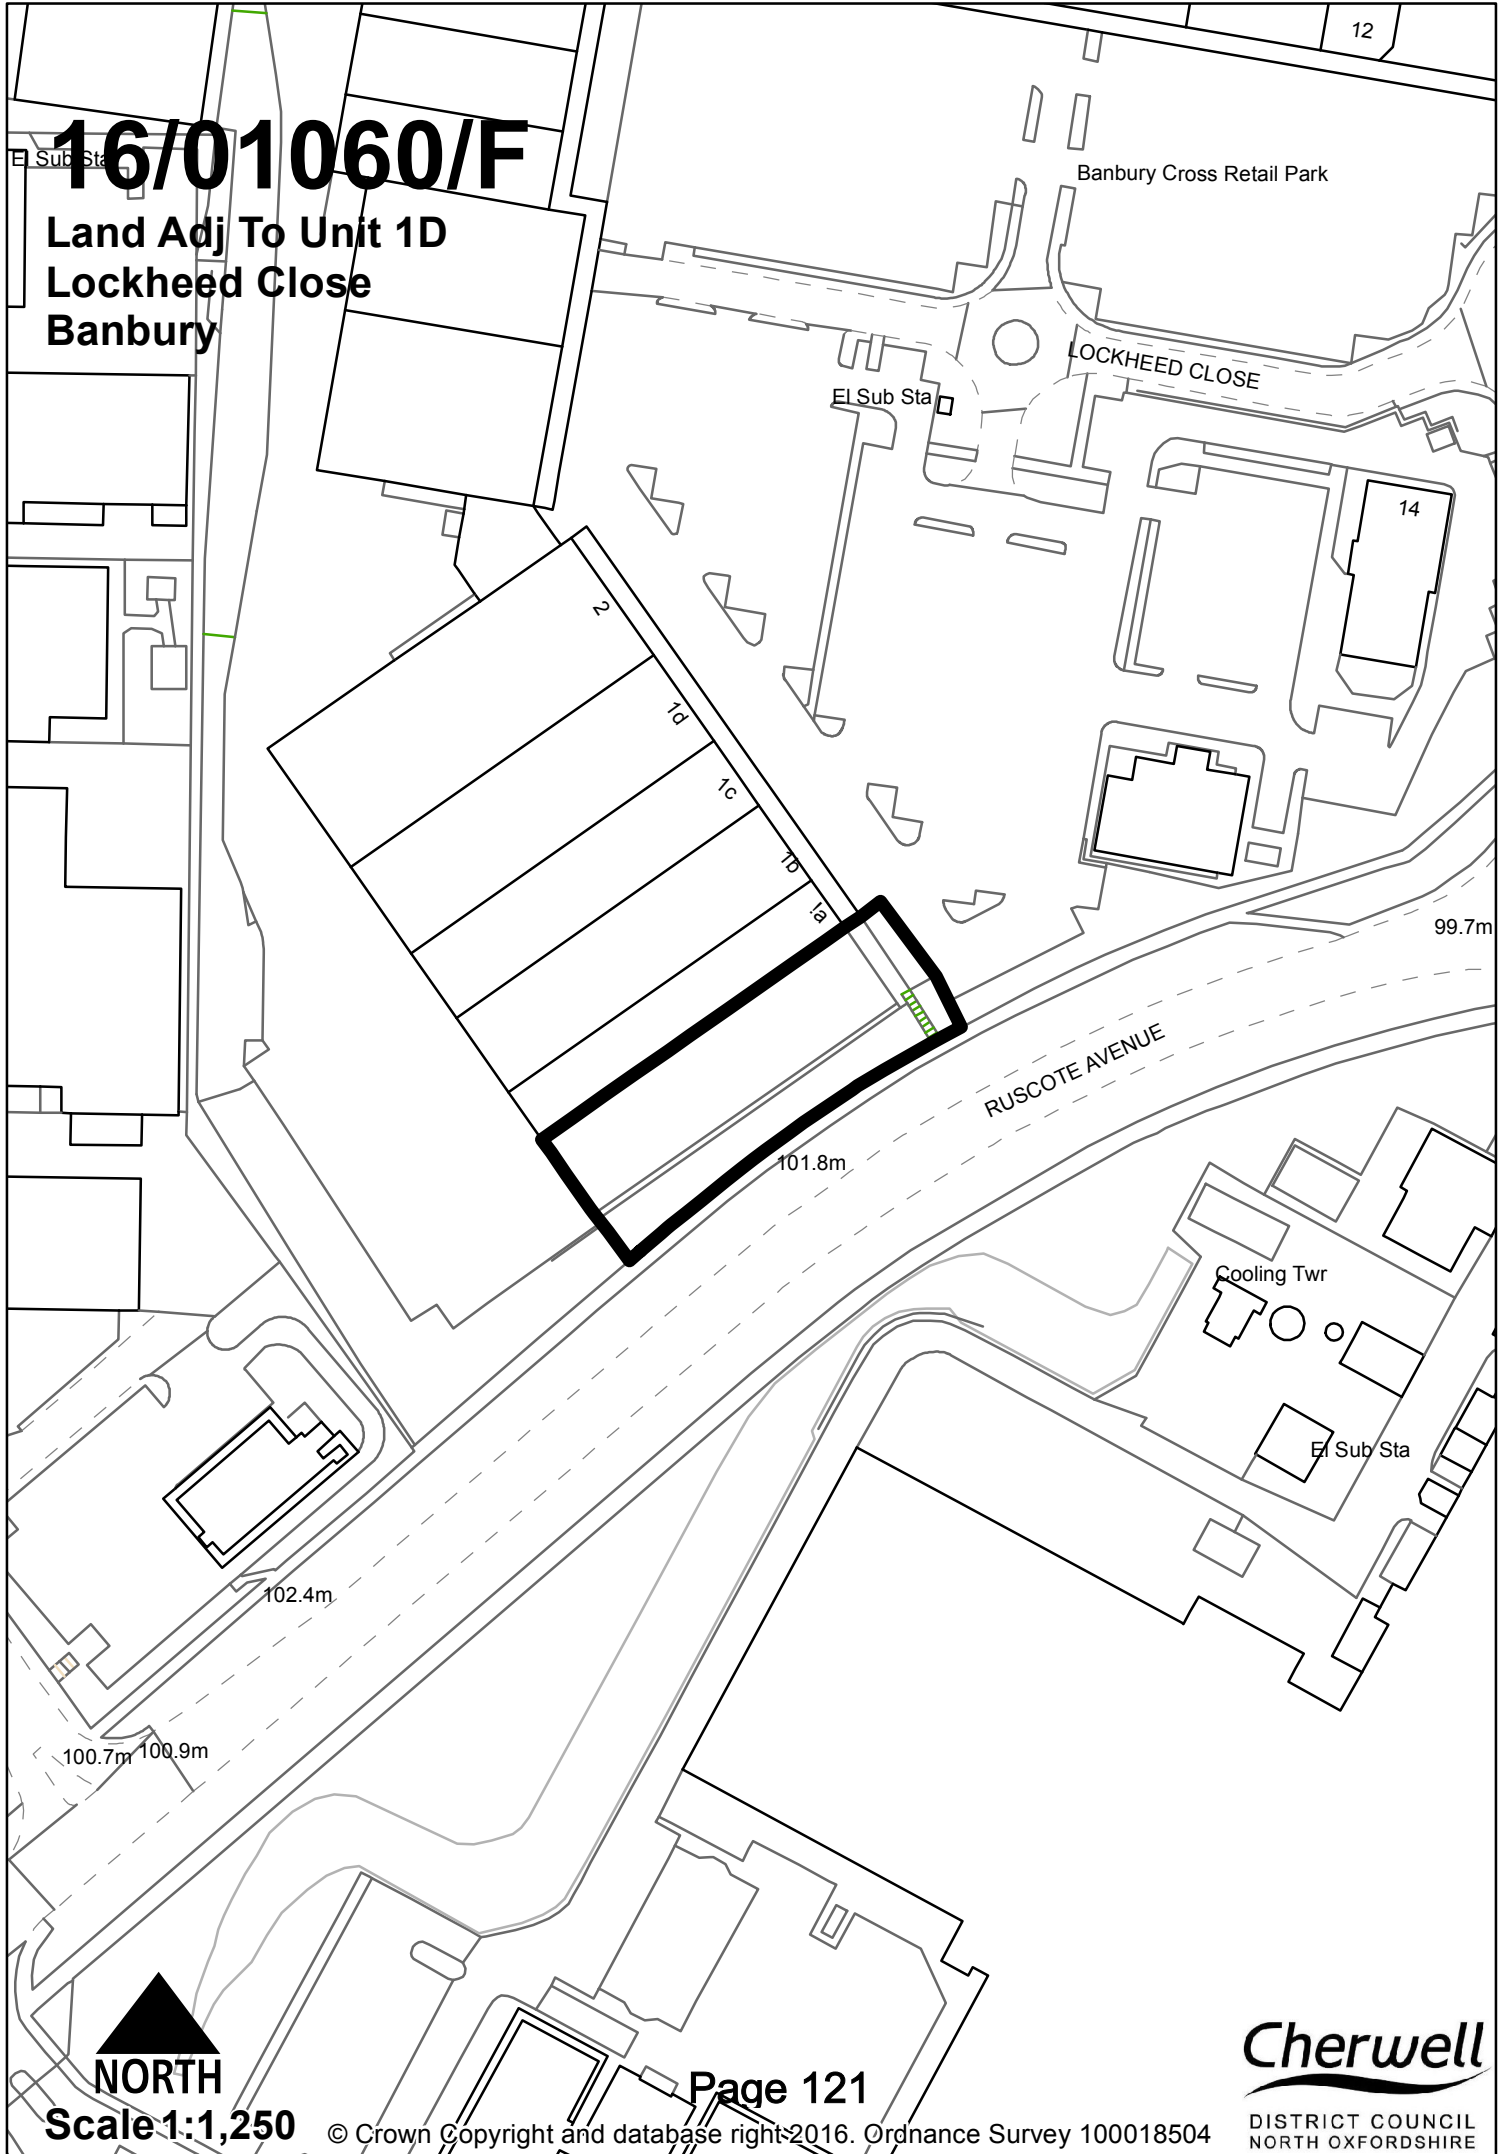 12
16/01060/F
El Sub Sta
Banbury Cross Retail Park
Land Adj To Unit 1D
Lockheed Close
Banbury
LOCKHEED CLOSE
El Sub Sta
14
2
1d
1c
1b
!a
99.7m
RUSCOTE AVENUE
101.8m
Cooling Twr
El Sub Sta
102.4m
100.7m
100.9m
NORTH
Scale 1:1,250
Page 121
© Crown Copyright and database right 2016. Ordnance Survey 100018504
Cherwell
DISTRICT COUNCIL
NORTH OXFORDSHIRE